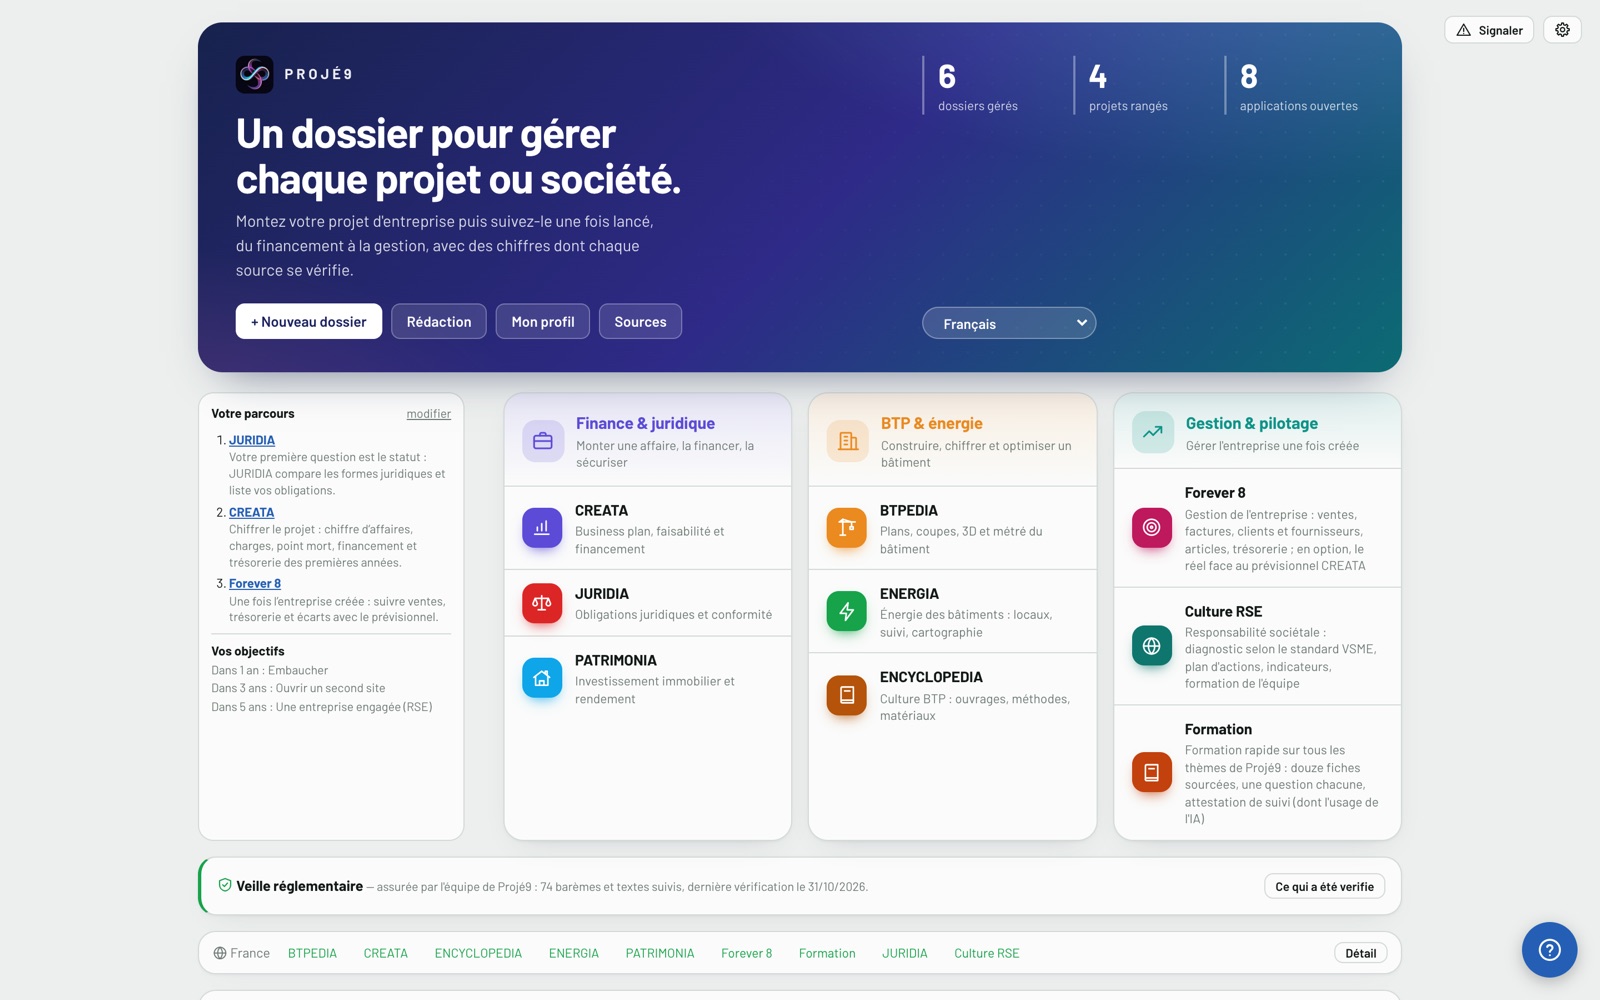 Signaler
PROJÉ9
6
dossiers gérés
4
projets rangés
8
applications ouvertes
Un dossier pour gérer
chaque projet ou société.
Montez votre projet d'entreprise puis suivez-le une fois lancé,
du financement à la gestion, avec des chiffres dont chaque
source se vérifie.
+ Nouveau dossier
Rédaction
Mon profil
Sources
Français
Votre parcours
modifier
1. JURIDIA
Votre première question est le statut :
JURIDIA compare les formes juridiques et
liste vos obligations.
2. CREATA
Chiffrer le projet : chiffre d'affaires,
charges, point mort, financement et
trésorerie des premières années.
3. Forever 8
Une fois l'entreprise créée : suivre ventes,
trésorerie et écarts avec le prévisionnel.
Vos objectifs
Dans 1 an : Embaucher
Dans 3 ans : Ouvrir un second site
Dans 5 ans : Une entreprise engagée (RSE)
Finance & juridique
Monter une affaire, la financer, la
sécuriser
CREATA
Business plan, faisabilité et
financement
JURIDIA
Obligations juridiques et conformité
PATRIMONIA
Investissement immobilier et
rendement
BTP & énergie
Construire, chiffrer et optimiser un
bâtiment
BTPEDIA
Plans, coupes, 3D et métré du
bâtiment
ENERGIA
Énergie des bâtiments : locaux,
suivi, cartographie
ENCYCLOPEDIA
Culture BTP : ouvrages, méthodes,
matériaux
Gestion & pilotage
Gérer l'entreprise une fois créée
Forever 8
Gestion de l'entreprise : ventes,
factures, clients et fournisseurs,
articles, trésorerie ; en option, le
réel face au prévisionnel CREATA
Culture RSE
Responsabilité sociétale :
diagnostic selon le standard VSME,
plan d'actions, indicateurs,
formation de l'équipe
Formation
Formation rapide sur tous les
thèmes de Projé9 : douze fiches
sourcées, une question chacune,
attestation de suivi (dont l'usage de
l'IA)
Veille réglementaire — assurée par l'équipe de Projé9 : 74 barèmes et textes suivis, dernière vérification le 31/10/2026.
Ce qui a été verifie
France
BTPEDIA
CREATA
ENCYCLOPEDIA
ENERGIA
PATRIMONIA
Forever 8
Formation
JURIDIA
Culture RSE
Détail